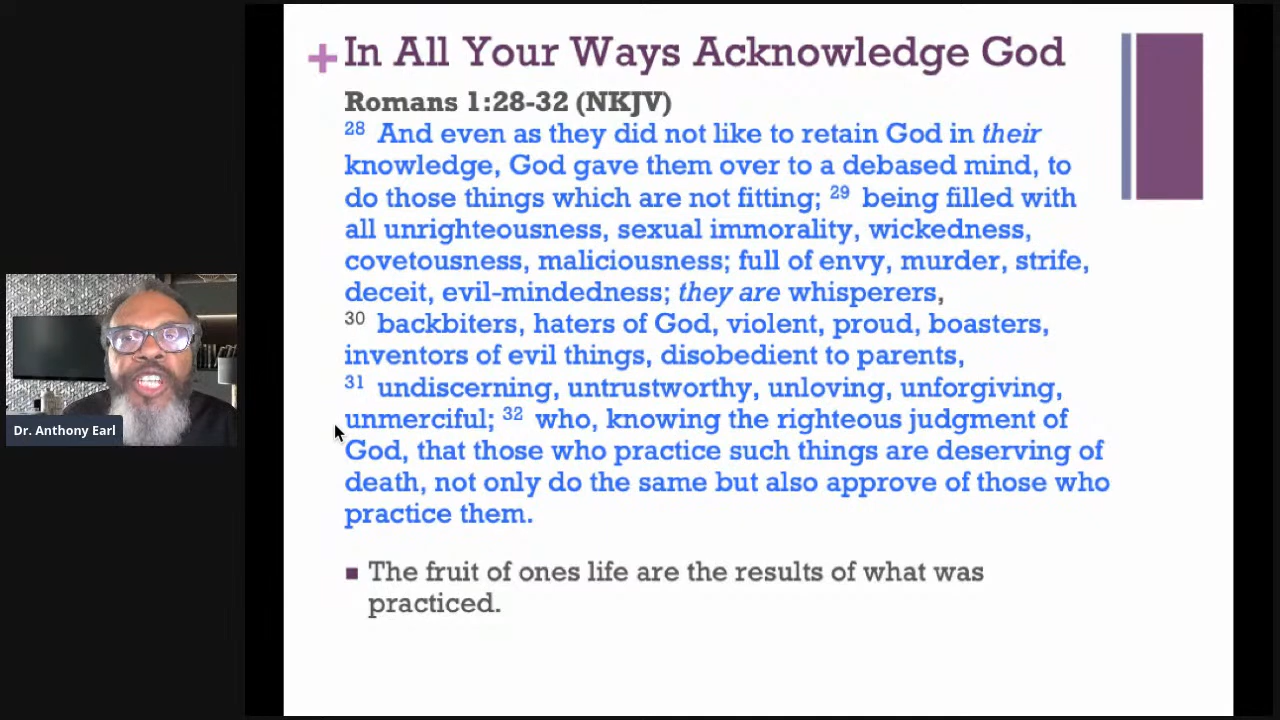 + In All Your Ways Acknowledge God
Romans 1:28-32 (NKJV)
28 And even as they did not like to retain God in their
knowledge, God gave them over to a debased mind, to
do those things which are not fitting; 29 being filled with
all unrighteousness, sexual immorality, wickedness,
covetousness, maliciousness; full of envy, murder, strife,
deceit, evil-mindedness; they are whisperers,
30 backbiters, haters of God, violent, proud, boasters,
inventors of evil things, disobedient to parents,
31 undiscerning, untrustworthy, unloving, unforgiving,
unmerciful; 32 who, knowing the righteous judgment of
God, that those who practice such things are deserving of
death, not only do the same but also approve of those who
practice them.
■ The fruit of ones life are the results of what was
practiced.
Dr. Anthony Earl